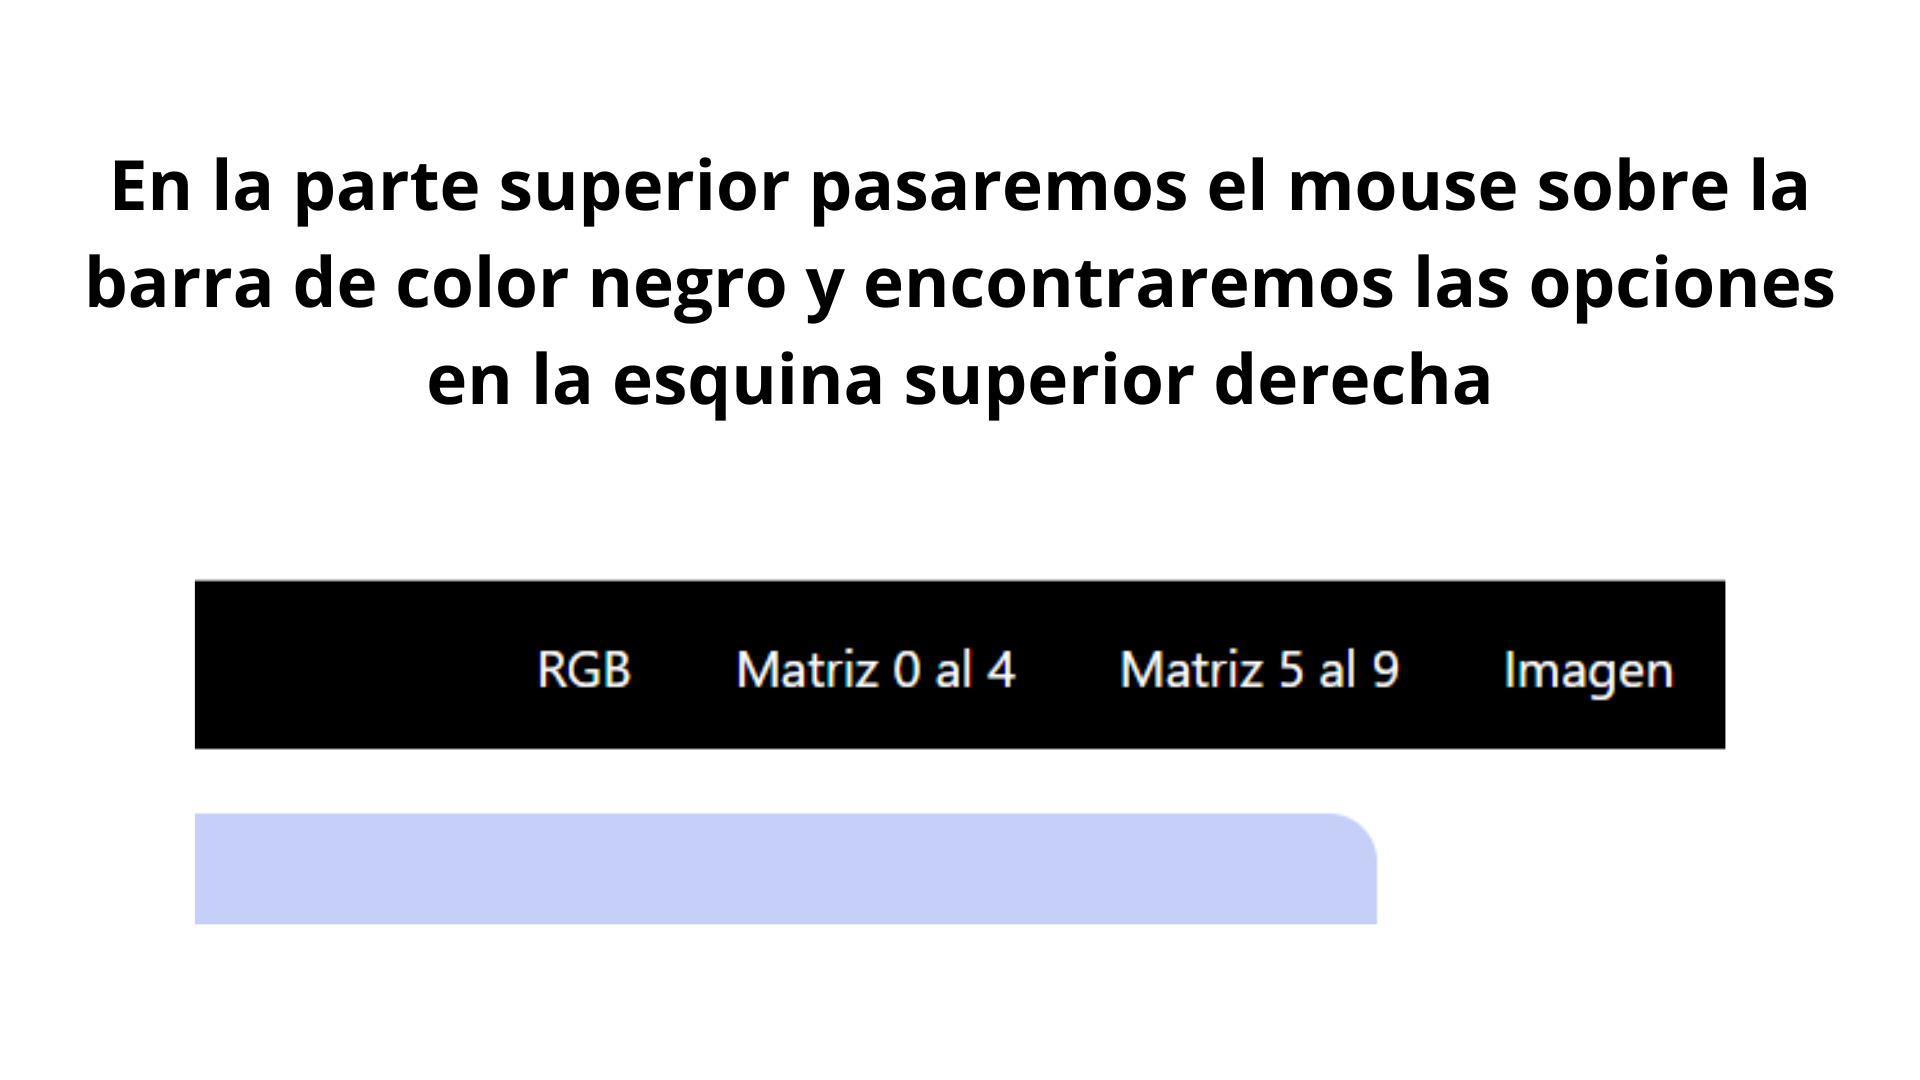 En la parte superior pasaremos el mouse sobre la
barra de color negro y encontraremos las opciones
en la esquina superior derecha
RGB Matriz 0 al 4 Matriz 5 al 9 Imagen